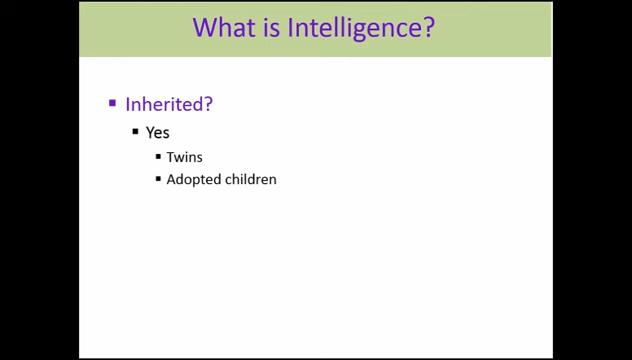 What is Intelligence?
Inherited?
Yes
Twins
Adopted children